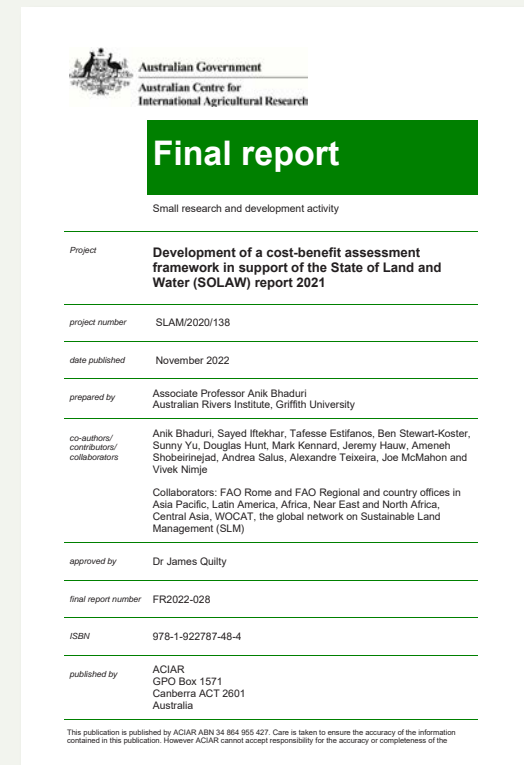 Australian Government
Australian Centre for
International Agricultural Research
Final report
Small research and development activity
Project
Development of a cost-benefit assessment
framework in support of the State of Land and
Water (SOLAW) report 2021
project number
SLAM/2020/138
date published
November 2022
prepared by
Associate Professor Anik Bhaduri
Australian Rivers Institute, Griffith University
co-authors/
contributors/
collaborators
Anik Bhaduri, Sayed Iftekhar, Tafesse Estifanos, Ben Stewart-Koster,
Sunny Yu, Douglas Hunt, Mark Kennard, Jeremy Hauw, Ameneh
Shobeirinejad, Andrea Salus, Alexandre Teixeira, Joe McMahon and
Vivek Nimje
Collaborators: FAO Rome and FAO Regional and country offices in
Asia Pacific, Latin America, Africa, Near East and North Africa,
Central Asia, WOCAT, the global network on Sustainable Land
Management (SLM)
approved by
Dr James Quilty
final report number
FR2022-028
ISBN
978-1-922787-48-4
published by
ACIAR
GPO Box 1571
Canberra ACT 2601
Australia
This publication is published by ACIAR ABN 34 864 955 427. Care is taken to ensure the accuracy of the information
contained in this publication. However ACIAR cannot accept responsibility for the accuracy or completeness of the